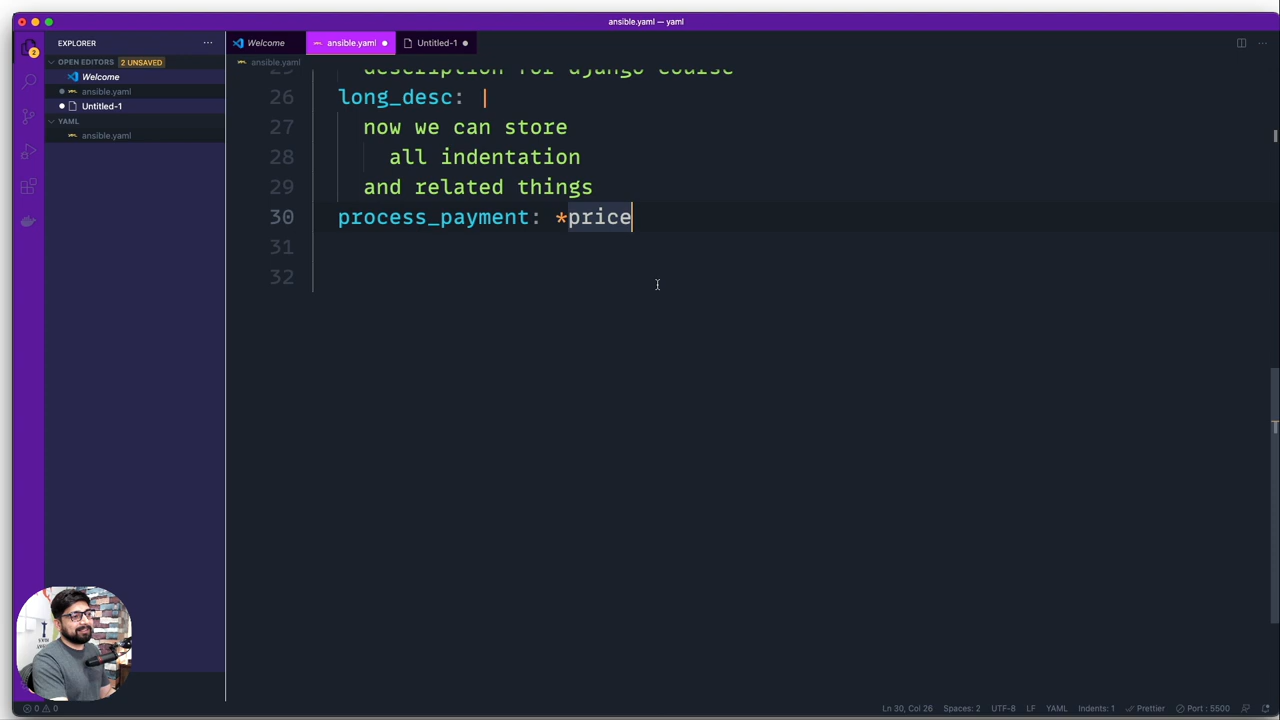 ansible.yaml — yaml
EXPLORER
Welcome
ansible.yaml
Untitled-1
OPEN EDITORS 2 UNSAVED
Welcome
ansible.yaml
Untitled-1
YAML
ansible.yaml
ansible.yaml
25 description for django course
26 long_desc: |
27 now we can store
28 all indentation
29 and related things
30 process_payment: *price
31
32
0 0
Ln 30, Col 26
Spaces: 2
UTF-8
LF
YAML
Indents: 1
Prettier
Port : 5500